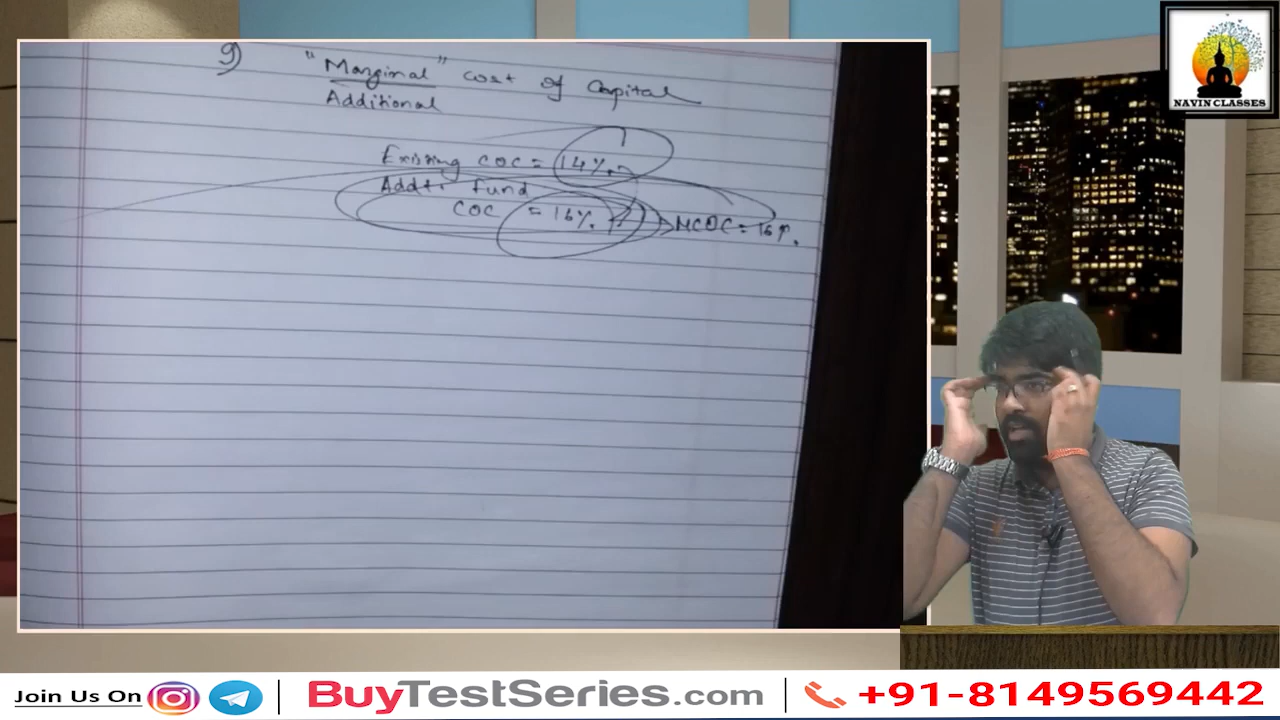 9) "Marginal" cost of Capital
Additional
Existing COC = 14%.
Addt. Fund
COC = 16%.
MCOC = 16%.
NAVIN CLASSES
Join Us On
BuyTestSeries.com
+91-8149569442